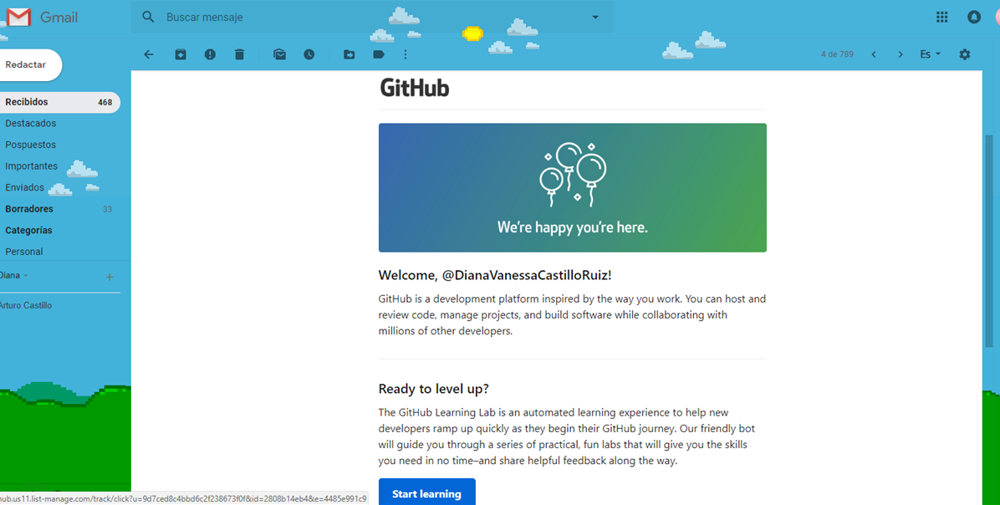 Gmail
Buscar mensaje
Redactar
4 de 789
Es
Recibidos 468
Destacados
Pospuestos
Importantes
Enviados
Borradores 33
Categorías
Personal
Diana
Arturo Castillo
GitHub
We're happy you're here.
Welcome, @DianaVanessaCastilloRuiz!
GitHub is a development platform inspired by the way you work. You can host and
review code, manage projects, and build software while collaborating with
millions of other developers.
Ready to level up?
The GitHub Learning Lab is an automated learning experience to help new
developers ramp up quickly as they begin their GitHub journey. Our friendly bot
will guide you through a series of practical, fun labs that will give you the skills
you need in no time–and share helpful feedback along the way.
Start learning
hub.us11.list-manage.com/track/click?u=9d7ced8c4bbd6c2f238673f0f&id=2808b14eb4&e=4485e991c9